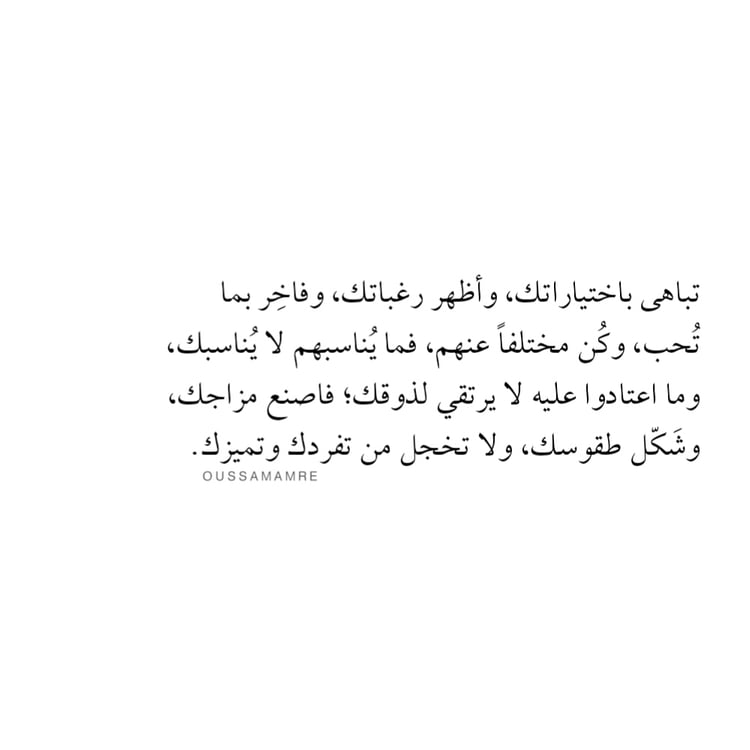 تباهى باختياراتك، وأظهر رغباتك، وفاخِر بما
تُحب، وكُن مختلفاً عنهم، فما يُناسبهم لا يُناسبك،
وما اعتادوا عليه لا يرتقي لذوقك؛ فاصنع مزاجك،
وشَكّل طقوسك، ولا تخجل من تفردك وتميزك.
OUSSAMAMRE